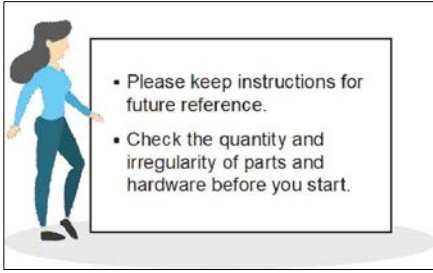 ▪ Please keep instructions for
future reference.
▪ Check the quantity and
irregularity of parts and
hardware before you start.